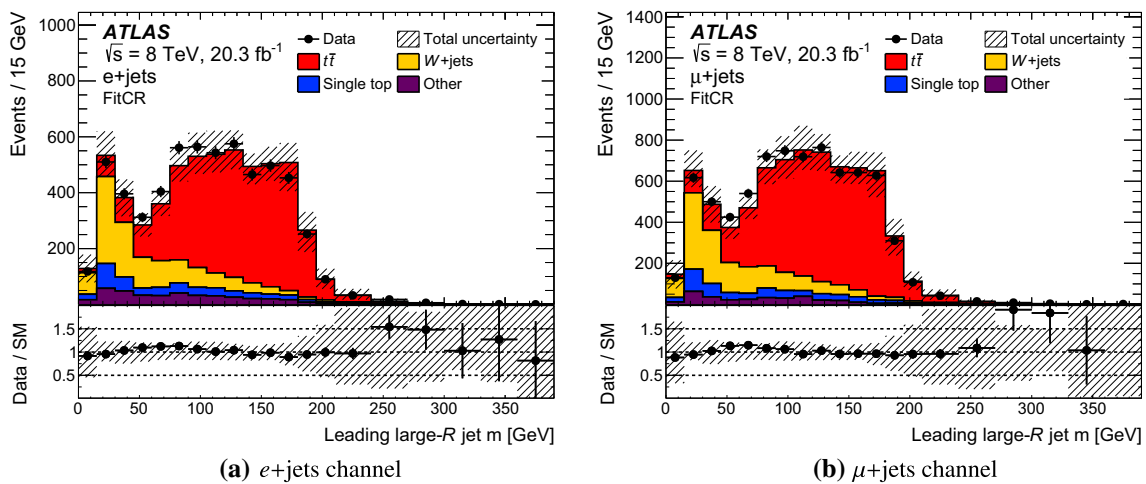 ATLAS
√s = 8 TeV, 20.3 fb-1
e+jets
FitCR
Data
Total uncertainty
tt̄
W+jets
Single top
Other
Events / 15 GeV
1000
800
600
400
200
Data / SM
1.5
1
0.5
0 50 100 150 200 250 300 350
Leading large-R jet m [GeV]
(a) e+jets channel
ATLAS
√s = 8 TeV, 20.3 fb-1
μ+jets
FitCR
Data
Total uncertainty
tt̄
W+jets
Single top
Other
Events / 15 GeV
1400
1200
1000
800
600
400
200
Data / SM
1.5
1
0.5
0 50 100 150 200 250 300 350
Leading large-R jet m [GeV]
(b) μ+jets channel